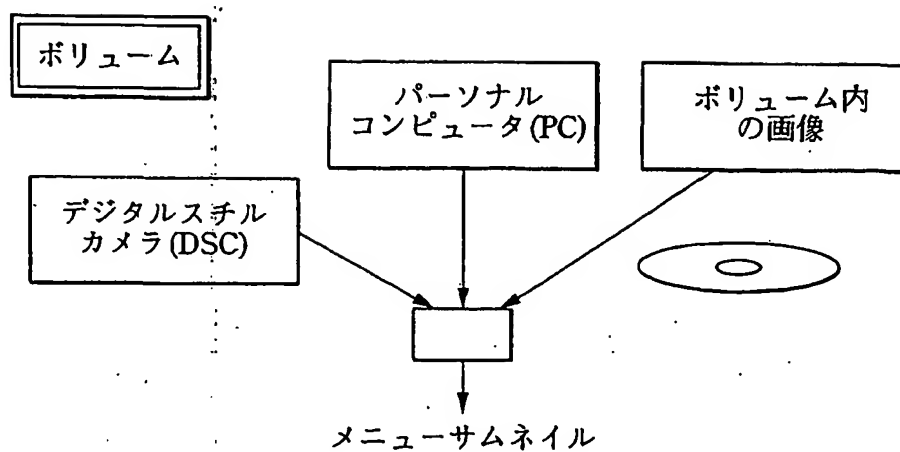 ボリューム
パーソナル
コンピュータ(PC)
ボリューム内
の画像
デジタルスチル
カメラ(DSC)
メニューサムネイル